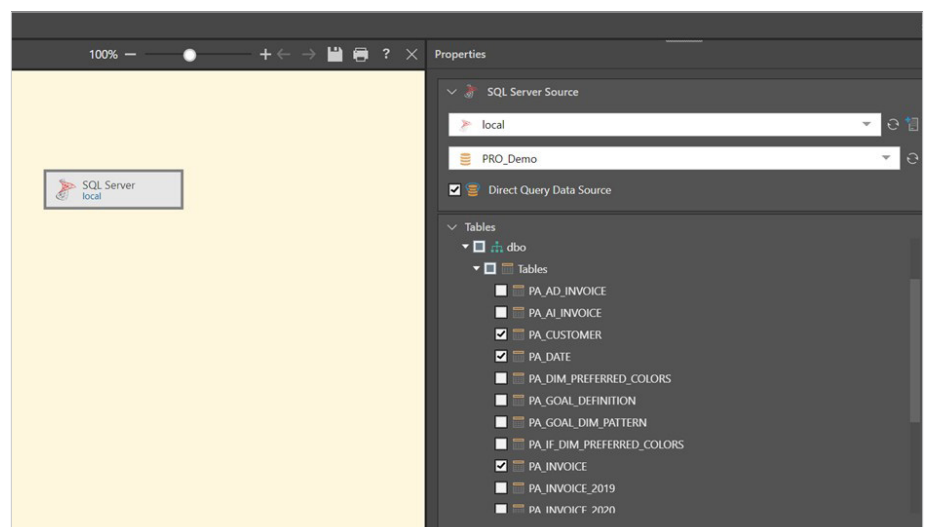 100%
?
Properties
SQL Server Source
local
PRO_Demo
Direct Query Data Source
SQL Server
local
Tables
dbo
Tables
PA_AD_INVOICE
PA_AI_INVOICE
PA_CUSTOMER
PA_DATE
PA_DIM_PREFERRED_COLORS
PA_GOAL_DEFINITION
PA_GOAL_DIM_PATTERN
PA_IF_DIM_PREFERRED_COLORS
PA_INVOICE
PA_INVOICE_2019
PA_INVOICE_2020